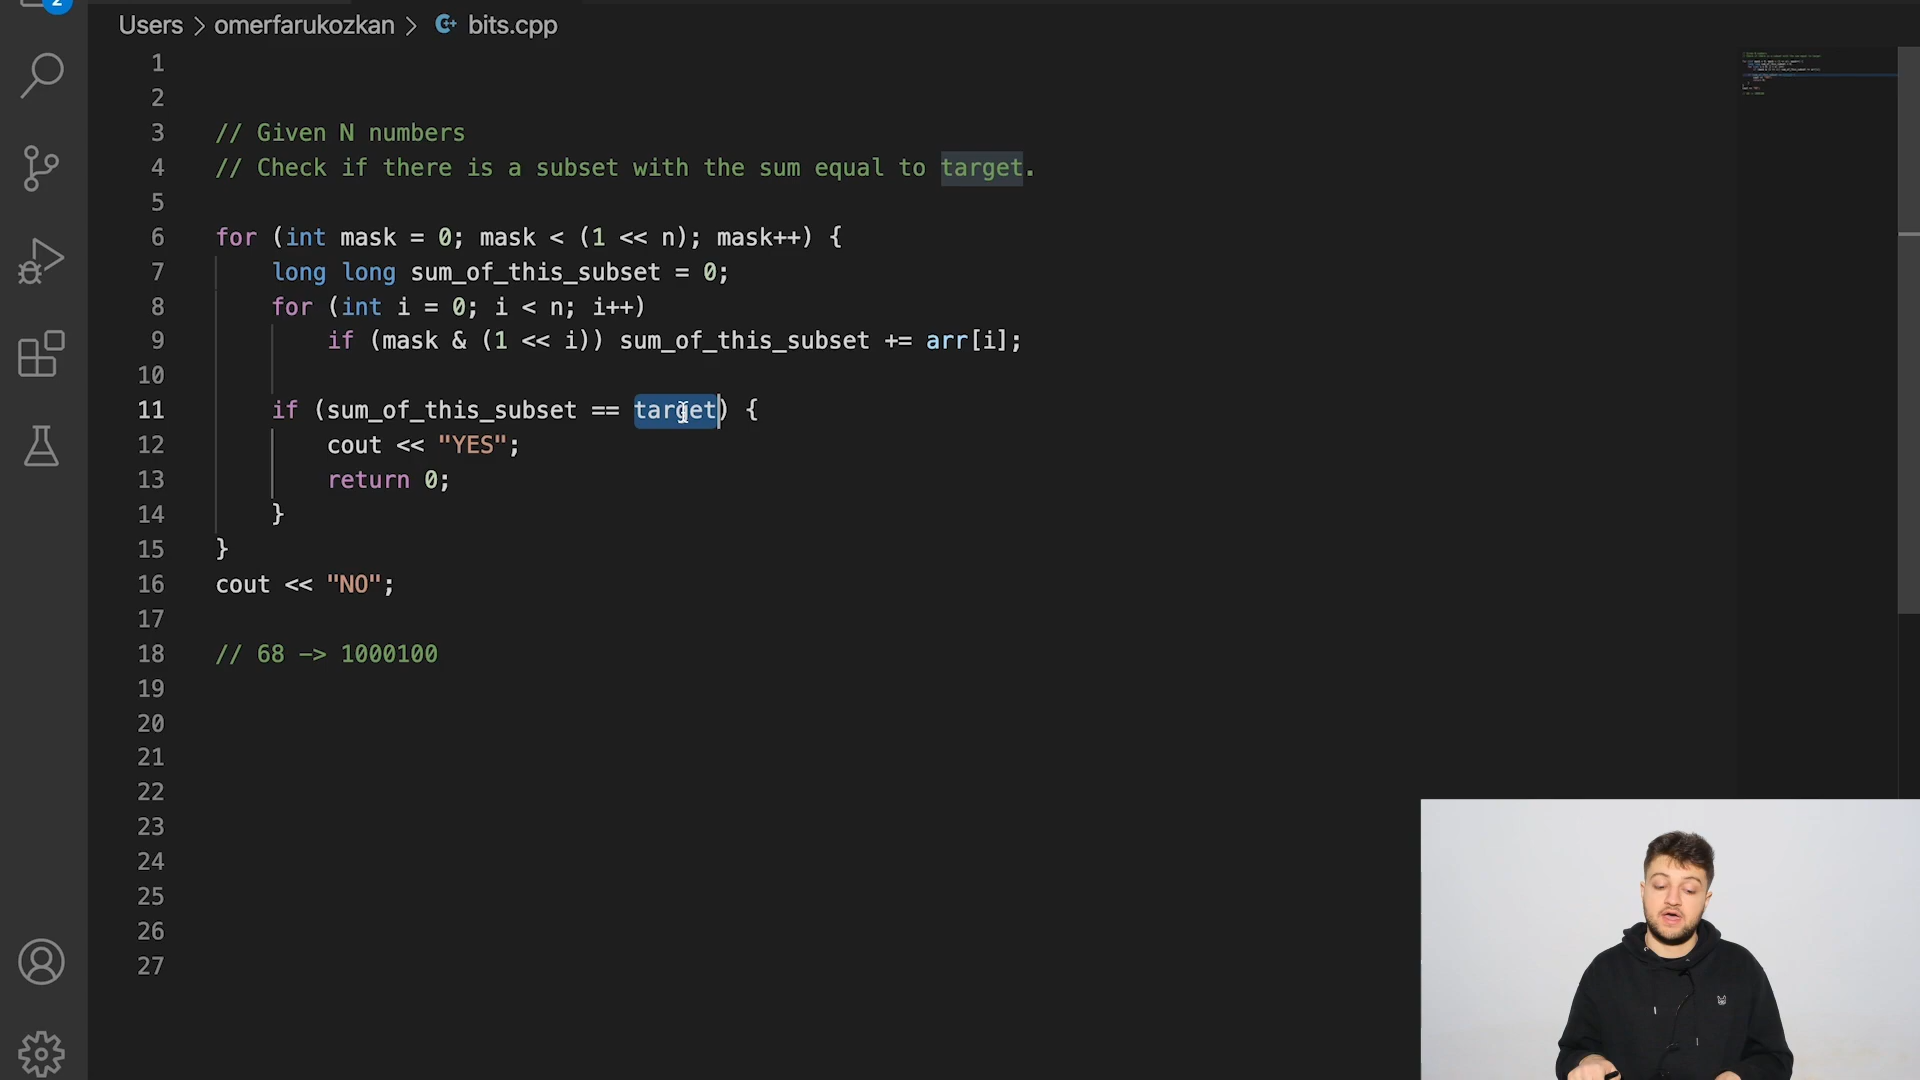 2
Users > omerfarukozkan > bits.cpp
1
2
3 // Given N numbers
4 // Check if there is a subset with the sum equal to target.
5
6 for (int mask = 0; mask < (1 << n); mask++) {
7 long long sum_of_this_subset = 0;
8 for (int i = 0; i < n; i++)
9 if (mask & (1 << i)) sum_of_this_subset += arr[i];
10
11 if (sum_of_this_subset == target) {
12 cout << "YES";
13 return 0;
14 }
15 }
16 cout << "NO";
17
18 // 68 -> 1000100
19
20
21
22
23
24
25
26
27